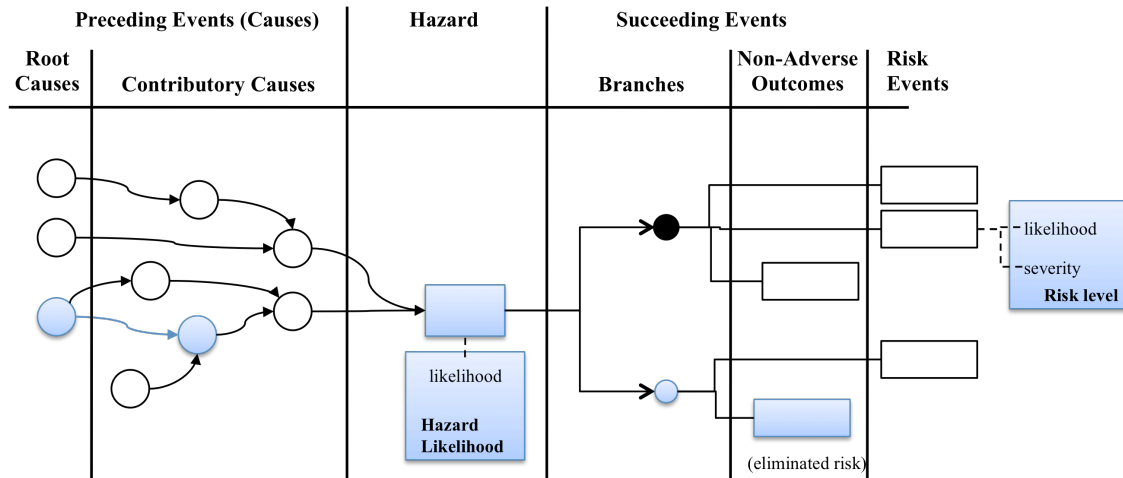 Preceding Events (Causes)
Hazard
Succeeding Events
Root
Causes
Contributory Causes
Branches
Non-Adverse
Outcomes
Risk
Events
likelihood
severity
Risk level
likelihood
Hazard
Likelihood
(eliminated risk)